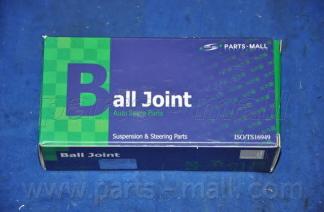 PARTS-MALL
Ball Joint
Auto Spare Parts
Suspension & Steering Parts
ISO/TS16949
Ball Joint
www.parts-mall.com